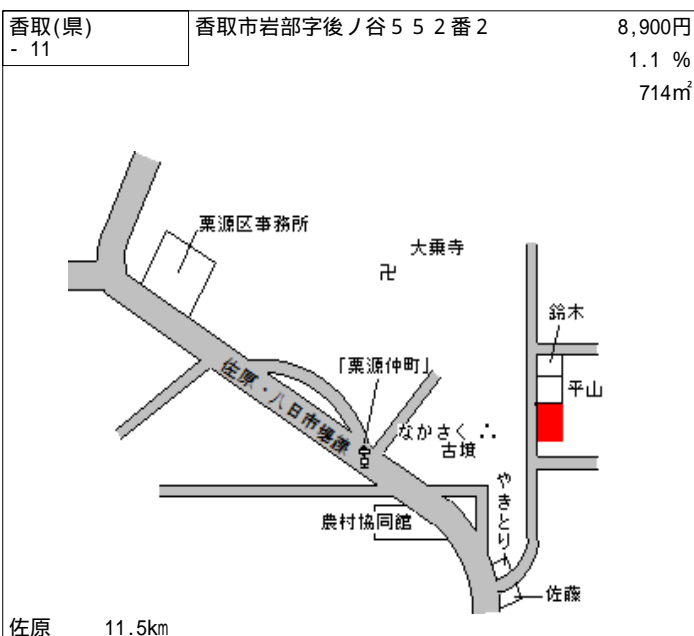 香取(県)
- 11
香取市岩部字後ノ谷５５２番２
8,900円
1.1 %
714㎡
栗源区事務所
大乗寺
卍
鈴木
「栗源仲町」
平山
佐原・八日市場線
なかさく
古墳
やきとり
農村協同館
佐藤
佐原 11.5km